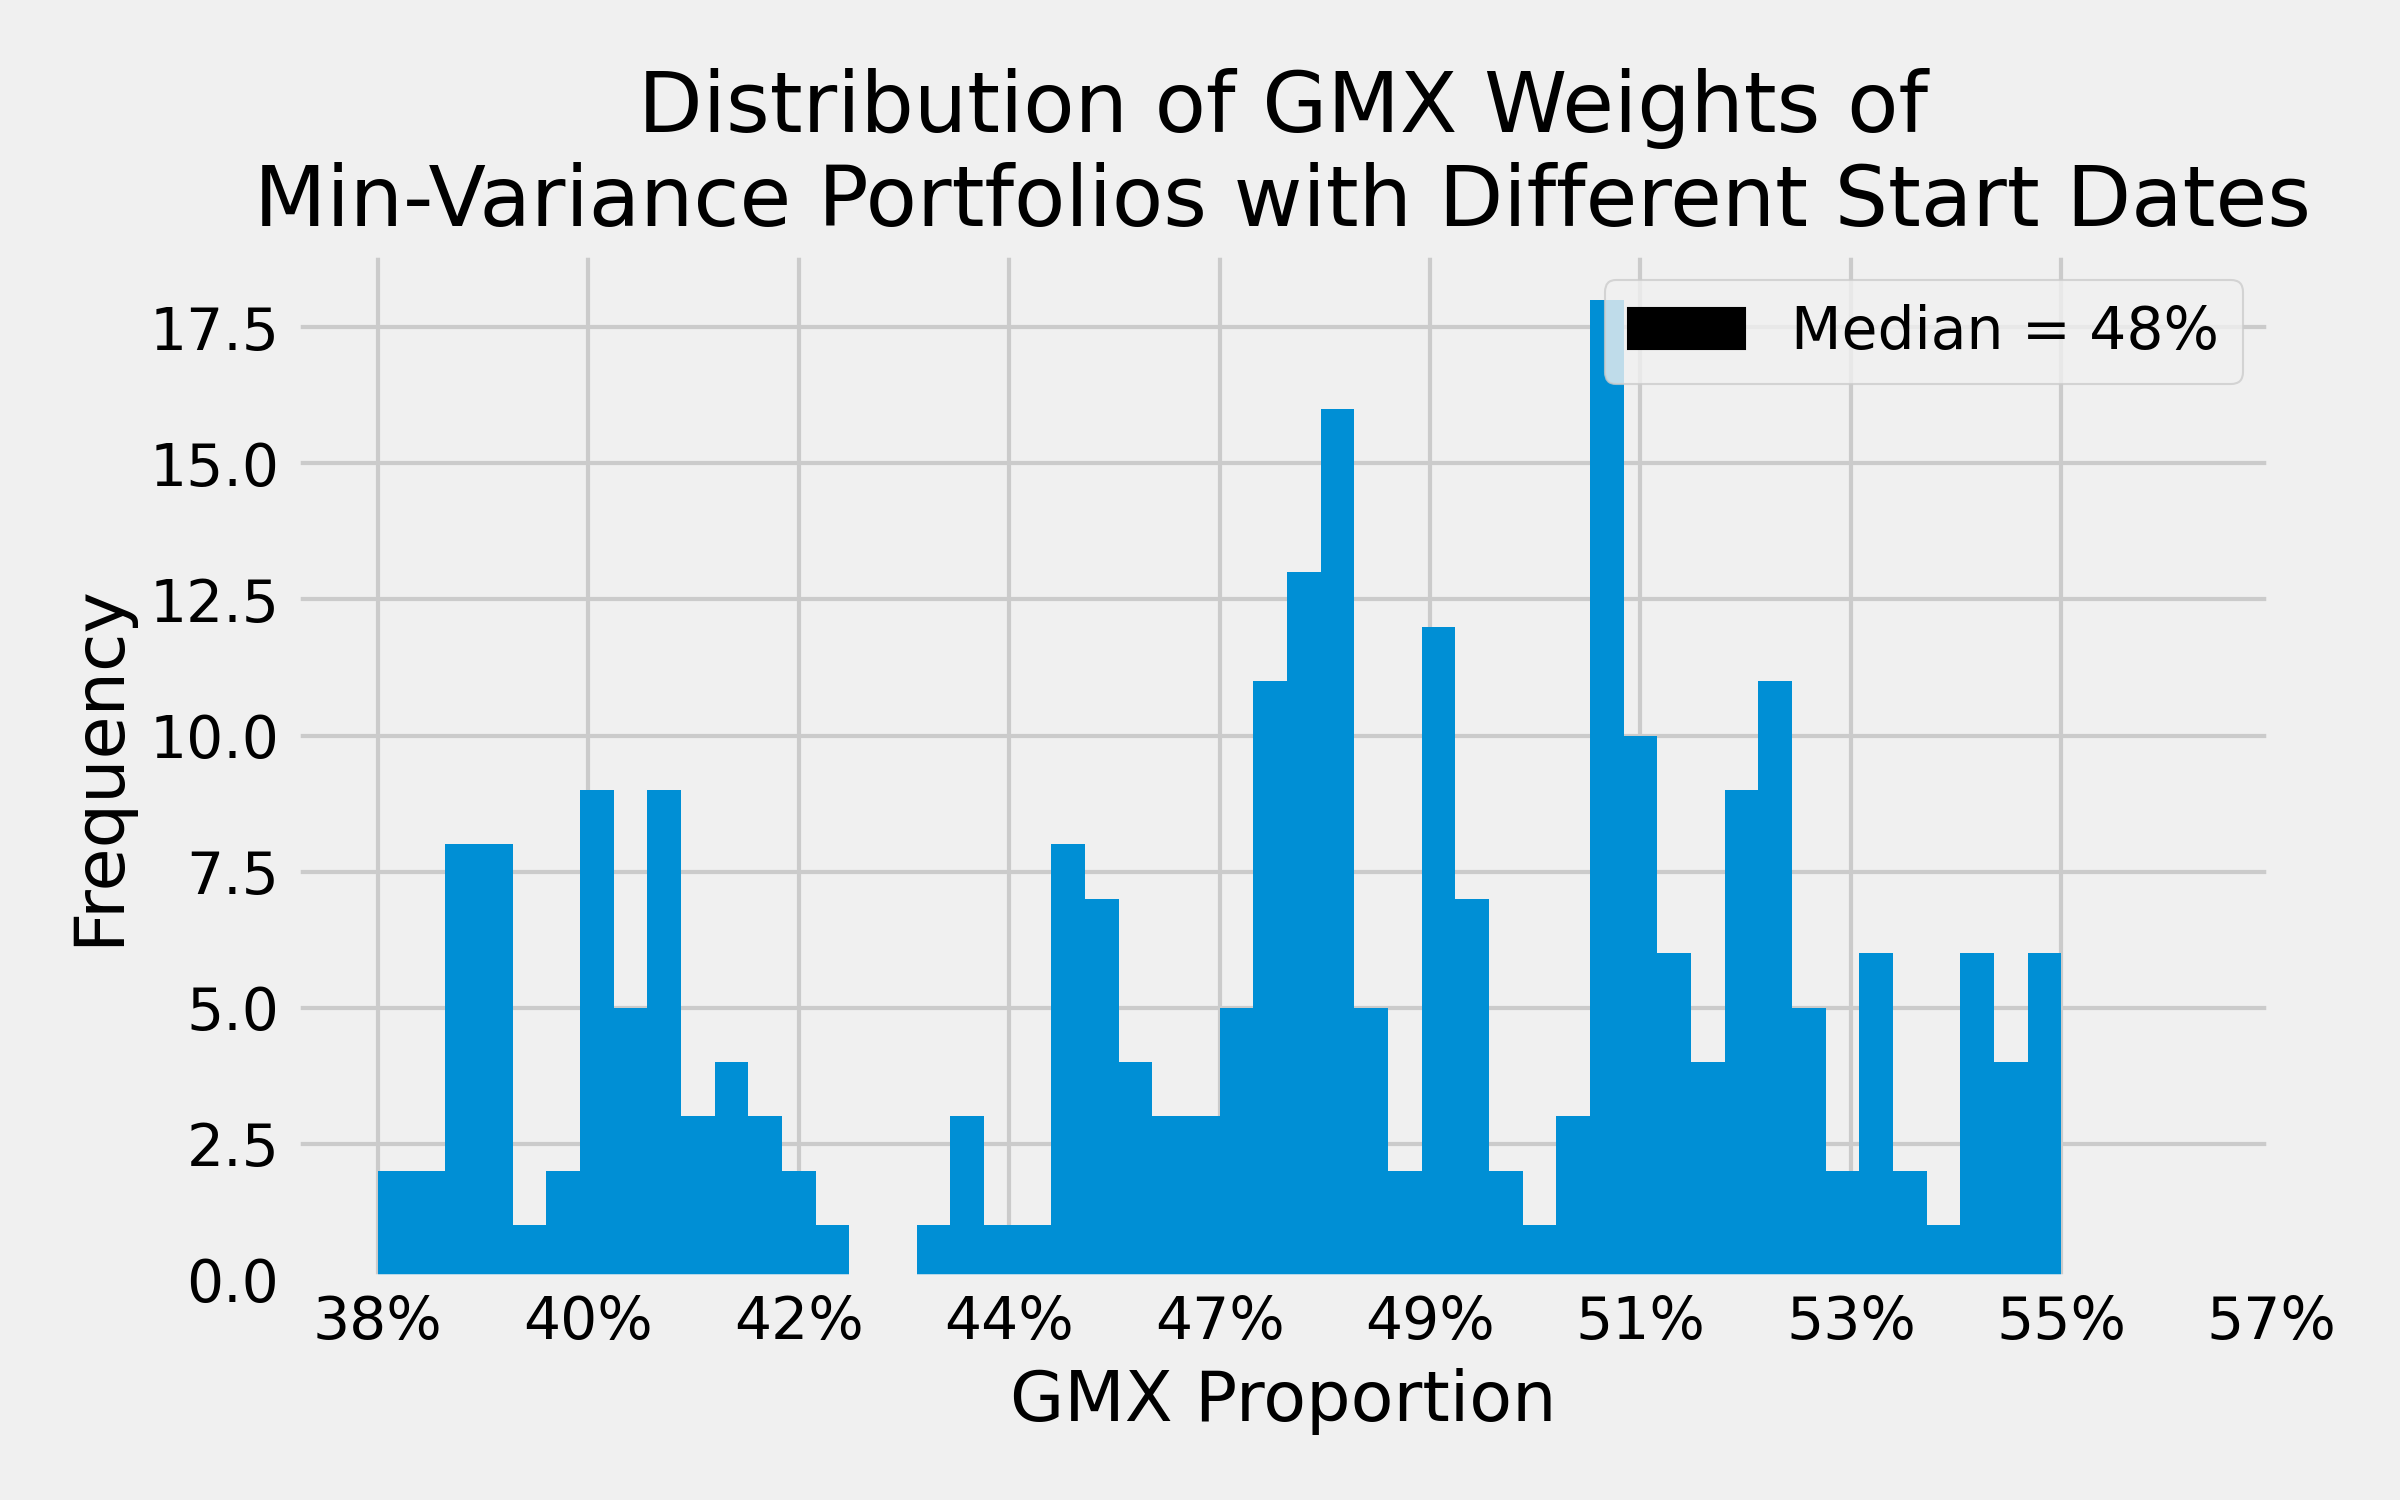 Distribution of GMX Weights of
Min-Variance Portfolios with Different Start Dates
Median = 48%
Frequency
17.5
15.0
12.5
10.0
7.5
5.0
2.5
0.0
38% 40% 42% 44% 47% 49% 51% 53% 55% 57%
GMX Proportion